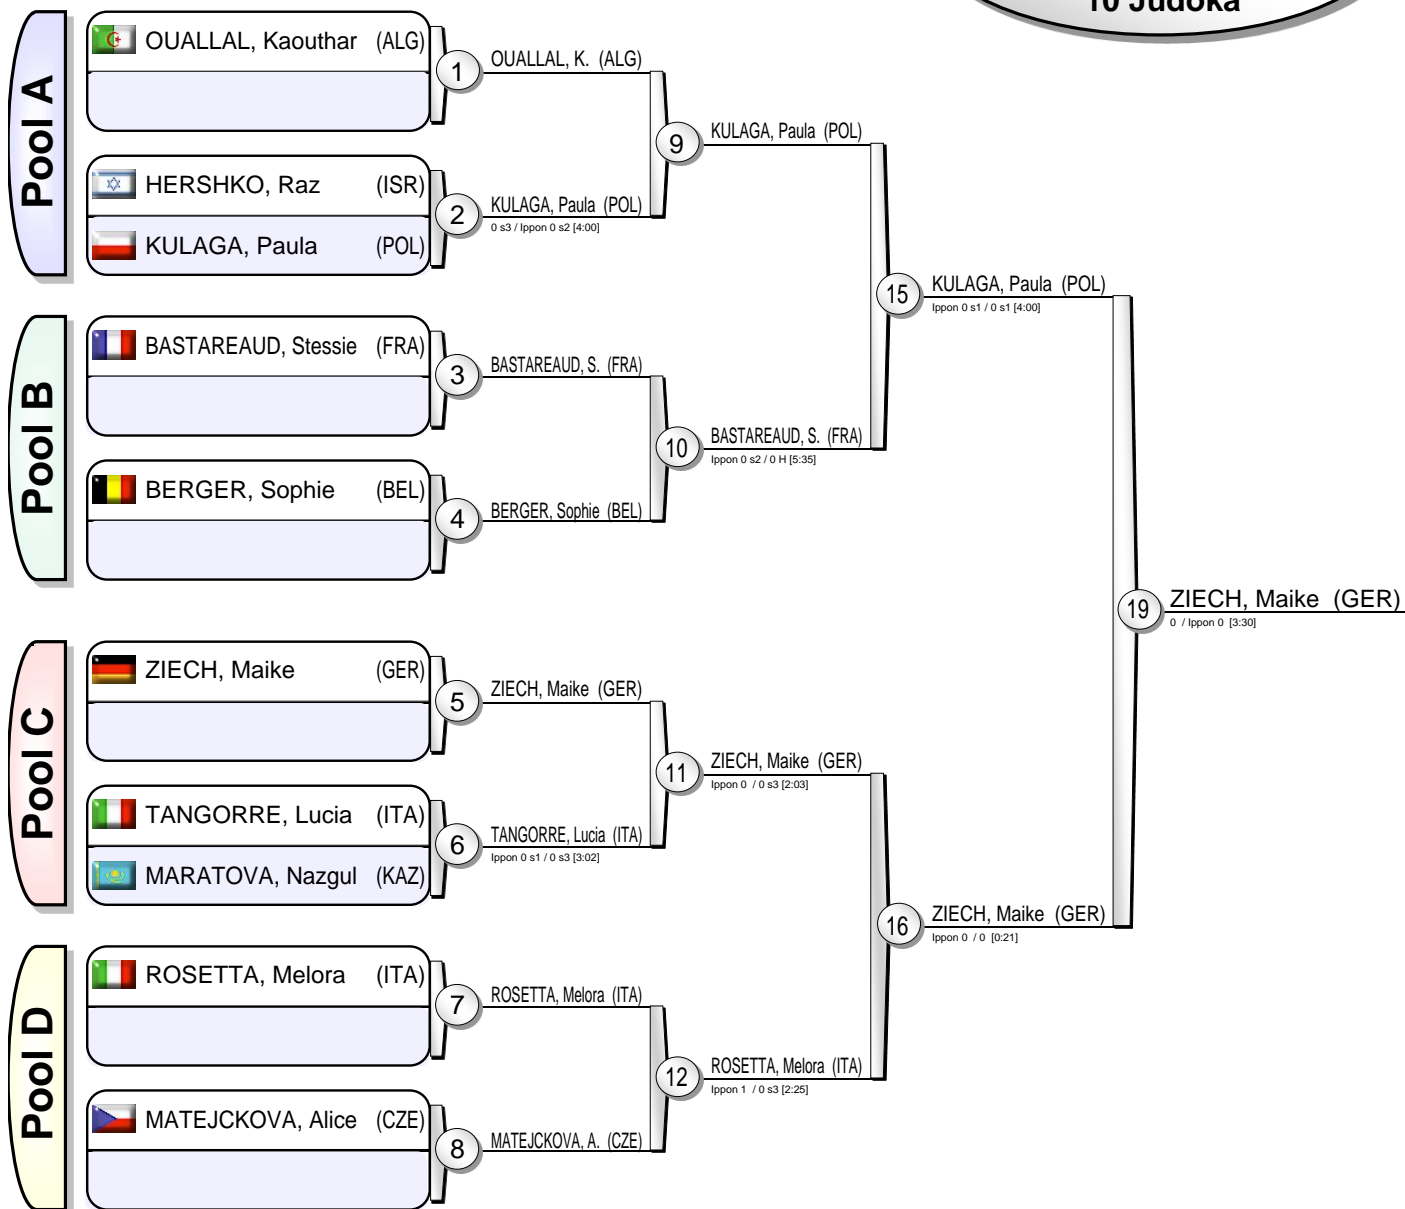 10 Judoka
Pool A
OUALLAL, Kaouthar (ALG)
1
OUALLAL, K. (ALG)
HERSHKO, Raz (ISR)
KULAGA, Paula (POL)
2
KULAGA, Paula (POL)
0 s3 / Ippon 0 s2 [4:00]
9
KULAGA, Paula (POL)
Pool B
BASTAREAUD, Stessie (FRA)
3
BASTAREAUD, S. (FRA)
BERGER, Sophie (BEL)
4
BERGER, Sophie (BEL)
10
BASTAREAUD, S. (FRA)
Ippon 0 s2 / 0 H [5:35]
15
KULAGA, Paula (POL)
Ippon 0 s1 / 0 s1 [4:00]
Pool C
ZIECH, Maike (GER)
5
ZIECH, Maike (GER)
TANGORRE, Lucia (ITA)
MARATOVA, Nazgul (KAZ)
6
TANGORRE, Lucia (ITA)
Ippon 0 s1 / 0 s3 [3:02]
11
ZIECH, Maike (GER)
Ippon 0 / 0 s3 [2:03]
Pool D
ROSETTA, Melora (ITA)
7
ROSETTA, Melora (ITA)
MATEJCKOVA, Alice (CZE)
8
MATEJCKOVA, A. (CZE)
12
ROSETTA, Melora (ITA)
Ippon 1 / 0 s3 [2:25]
16
ZIECH, Maike (GER)
Ippon 0 / 0 [0:21]
19
ZIECH, Maike (GER)
0 / Ippon 0 [3:30]